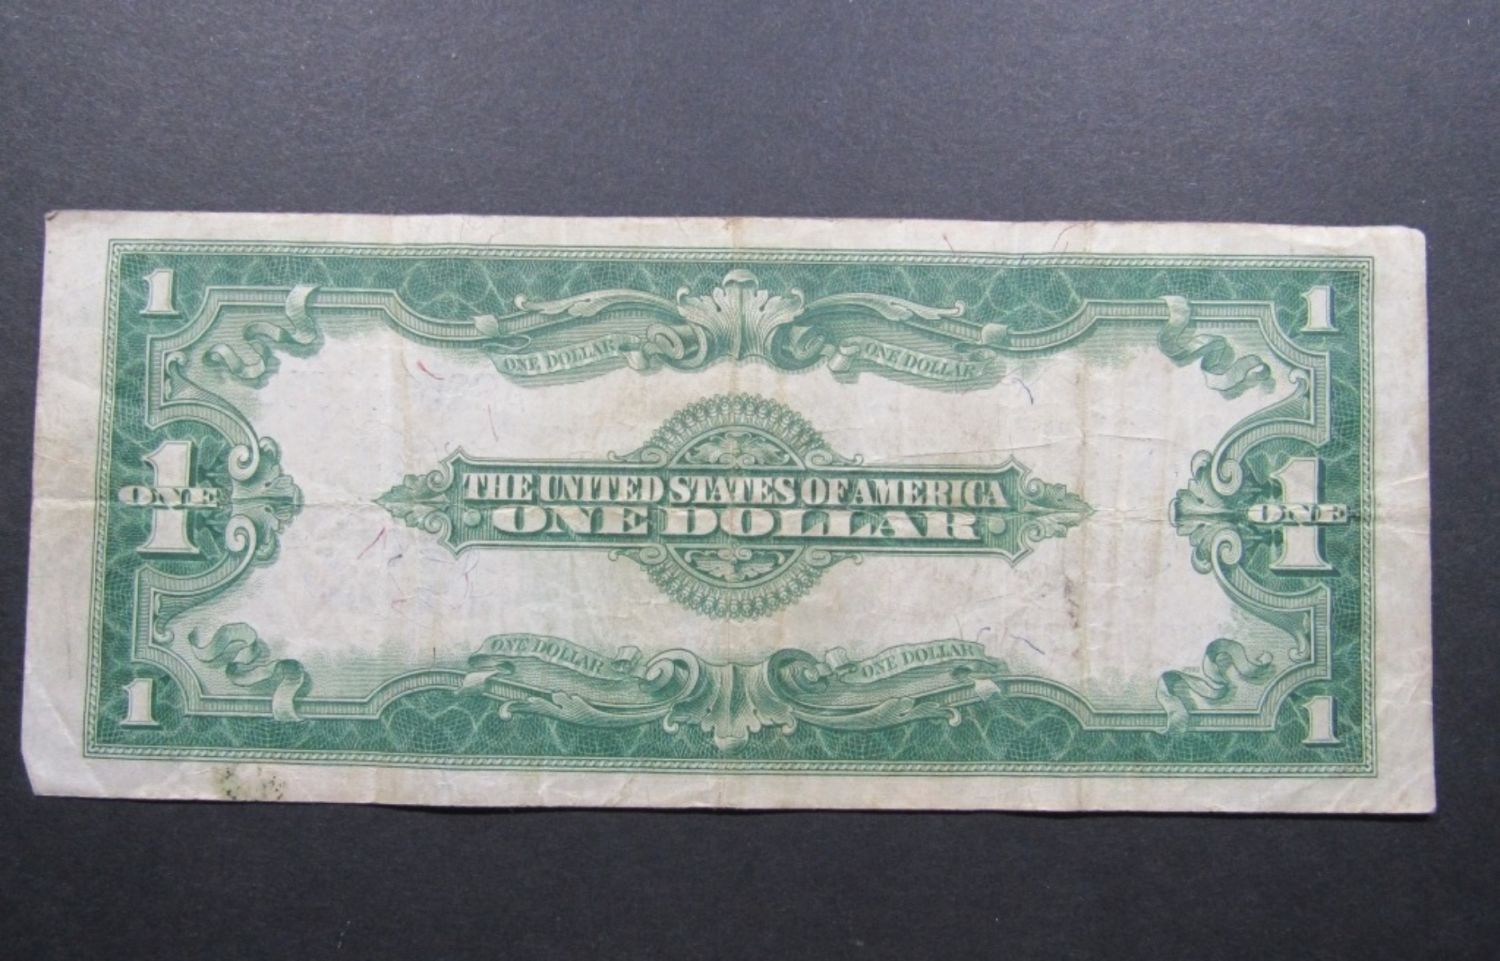 1
1
ONE DOLLAR
ONE DOLLAR
1
ONE
THE UNITED STATES OF AMERICA
ONE DOLLAR
1
ONE
ONE DOLLAR
ONE DOLLAR
1
1